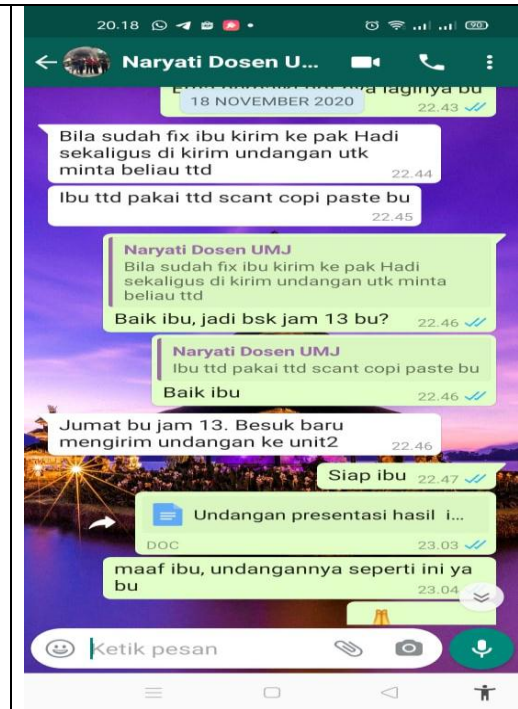 20.18
90
Naryati Dosen U...
laginya bu
22.43
18 NOVEMBER 2020
Bila sudah fix ibu kirim ke pak Hadi
sekaligus di kirim undangan utk
minta beliau ttd
22.44
Ibu ttd pakai ttd scant copi paste bu
22.45
Naryati Dosen UMJ
Bila sudah fix ibu kirim ke pak Hadi
sekaligus di kirim undangan utk minta
beliau ttd
Baik ibu, jadi bsk jam 13 bu?
22.46
Naryati Dosen UMJ
Ibu ttd pakai ttd scant copi paste bu
Baik ibu
22.46
Jumat bu jam 13. Besuk baru
mengirim undangan ke unit2
22.46
Siap ibu 22.47
Undangan presentasi hasil i...
DOC
23.03
maaf ibu, undangannya seperti ini ya
bu
23.04
Ketik pesan